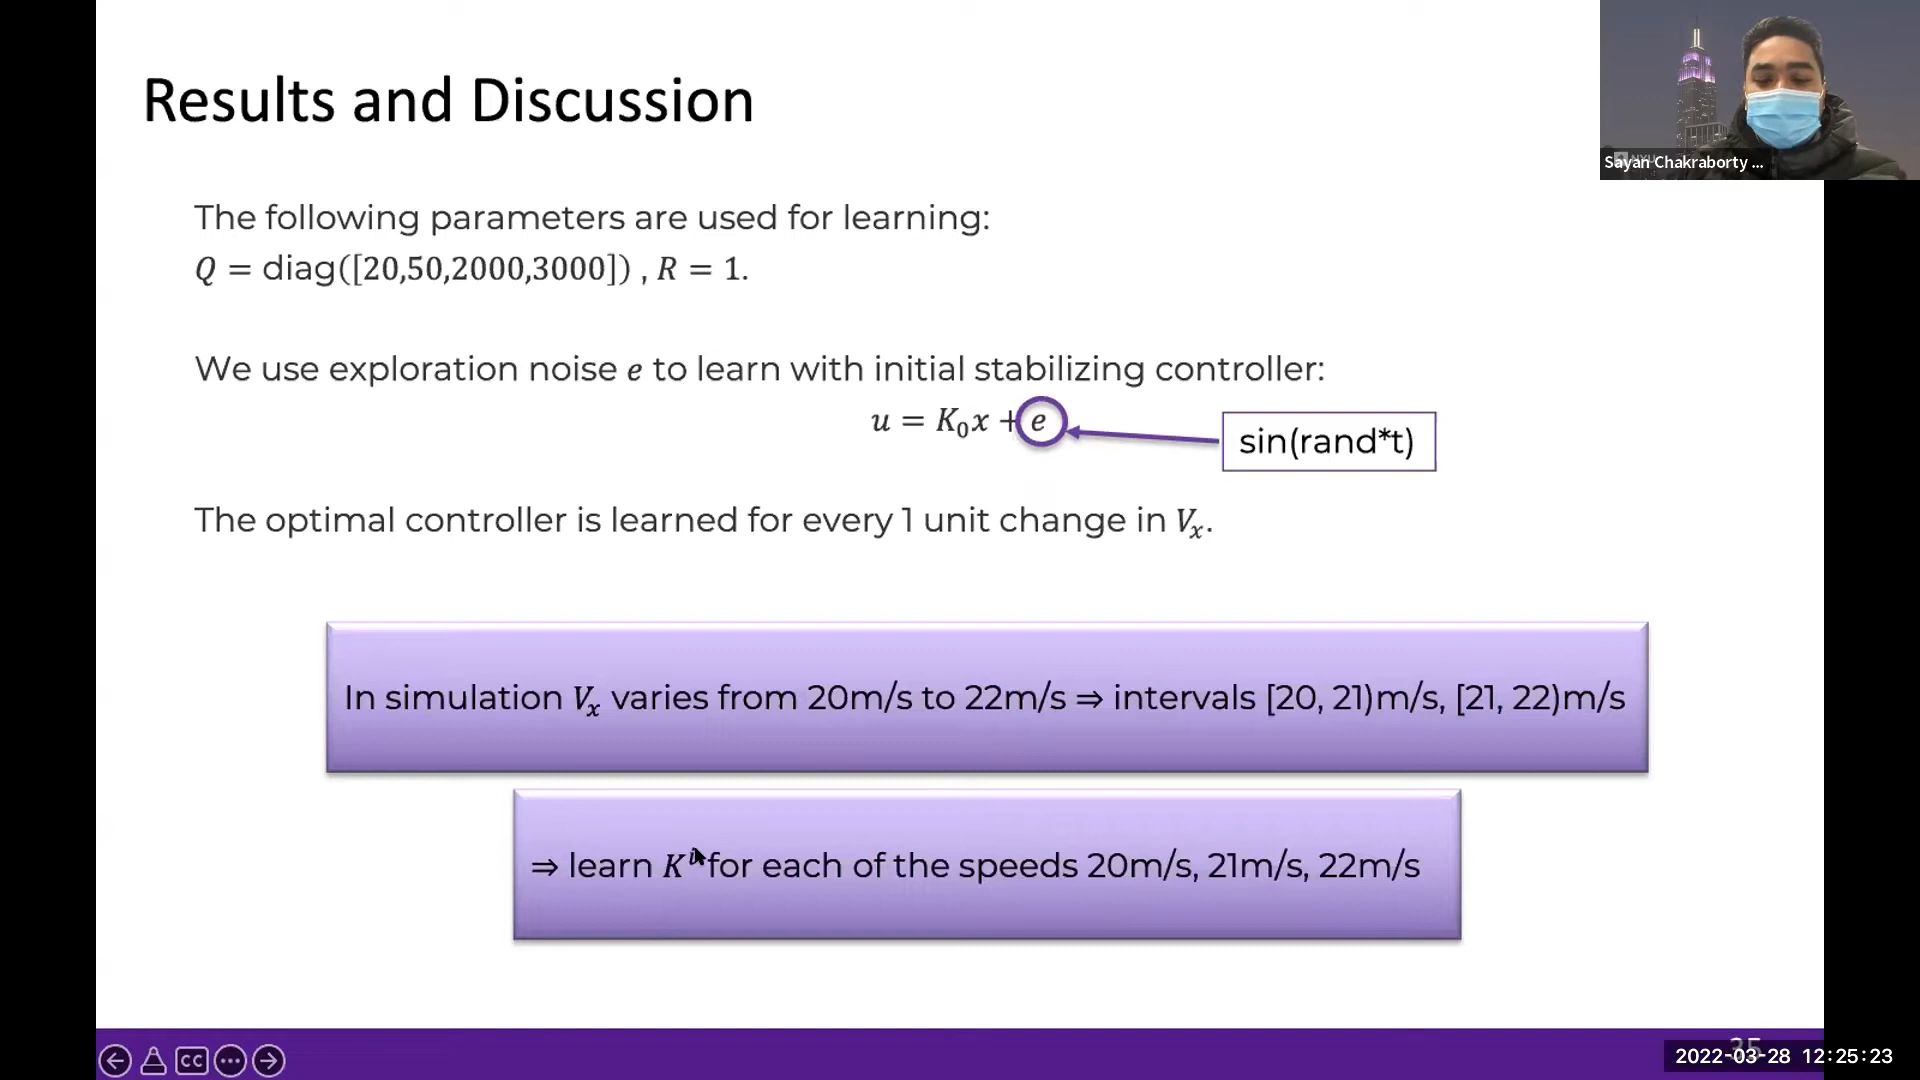 Results and Discussion
Sayan Chakraborty ...
The following parameters are used for learning:
Q = diag([20,50,2000,3000]) , R = 1.
We use exploration noise e to learn with initial stabilizing controller:
u = K₀x + e
sin(rand*t)
The optimal controller is learned for every 1 unit change in Vₓ.
In simulation Vₓ varies from 20m/s to 22m/s ⇒ intervals [20, 21)m/s, [21, 22)m/s
⇒ learn Kⁱ for each of the speeds 20m/s, 21m/s, 22m/s
CC
35
2022-03-28 12:25:23